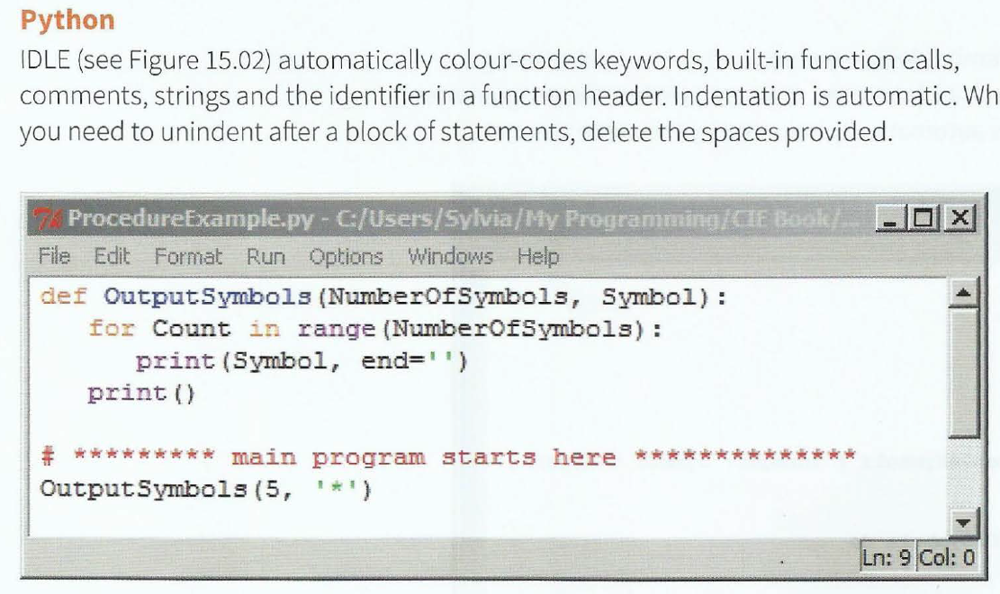 Python
IDLE (see Figure 15.02) automatically colour-codes keywords, built-in function calls,
comments, strings and the identifier in a function header. Indentation is automatic. Wh
you need to unindent after a block of statements, delete the spaces provided.
ProcedureExample.py - C:/Users/Sylvia/My Programming/CIE Book/...
File Edit Format Run Options Windows Help
def OutputSymbols(NumberOfSymbols, Symbol):
    for Count in range(NumberOfSymbols):
        print(Symbol, end='')
    print()
# ********* main program starts here **************
OutputSymbols(5, '*')
Ln: 9 Col: 0